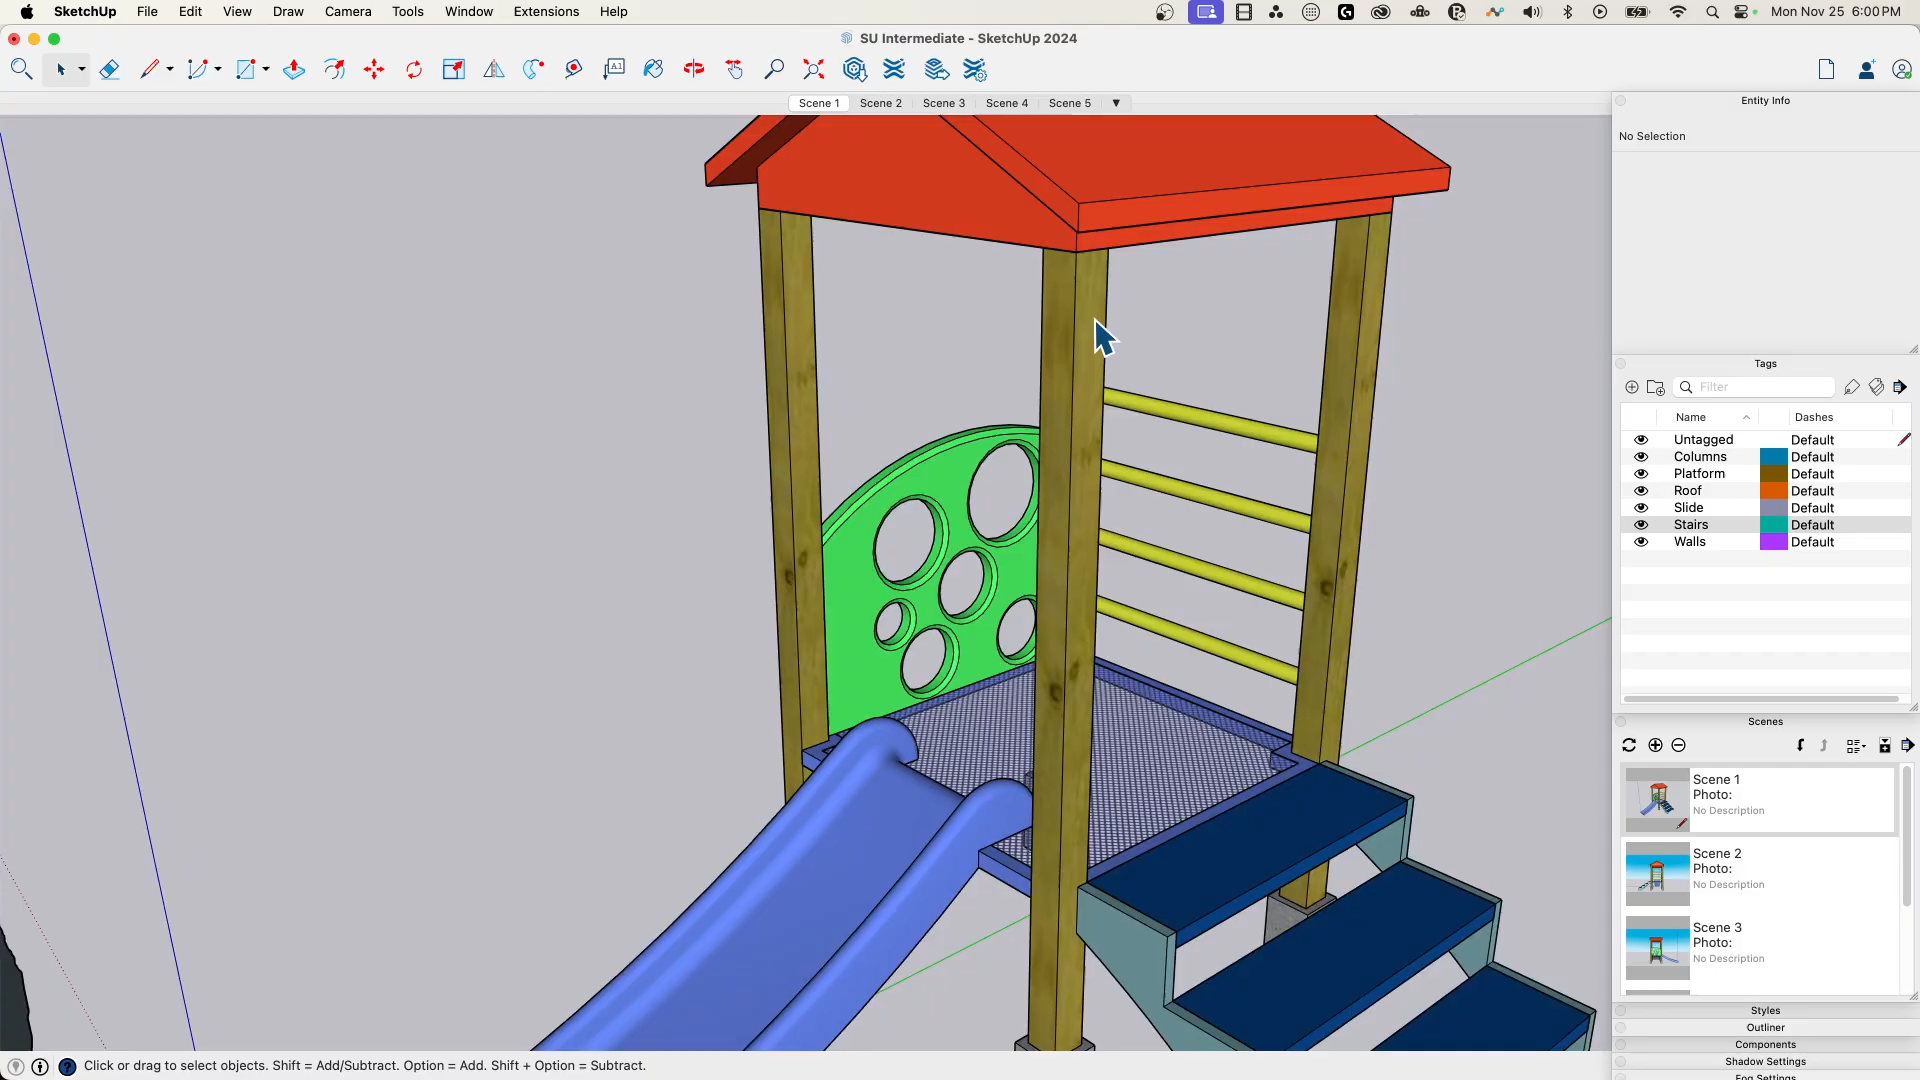 SketchUp File Edit View Draw Camera Tools Window Extensions Help Mon Nov 25 6:00 PM
SU Intermediate - SketchUp 2024
A1
Scene 1 Scene 2 Scene 3 Scene 4 Scene 5
Entity Info
No Selection
Tags
Filter
Name Dashes
Untagged Default
Columns Default
Platform Default
Roof Default
Slide Default
Stairs Default
Walls Default
Scenes
Scene 1
Photo:
No Description
Scene 2
Photo:
No Description
Scene 3
Photo:
No Description
Styles
Outliner
Components
Shadow Settings
Fog Settings
Click or drag to select objects. Shift = Add/Subtract. Option = Add. Shift + Option = Subtract.